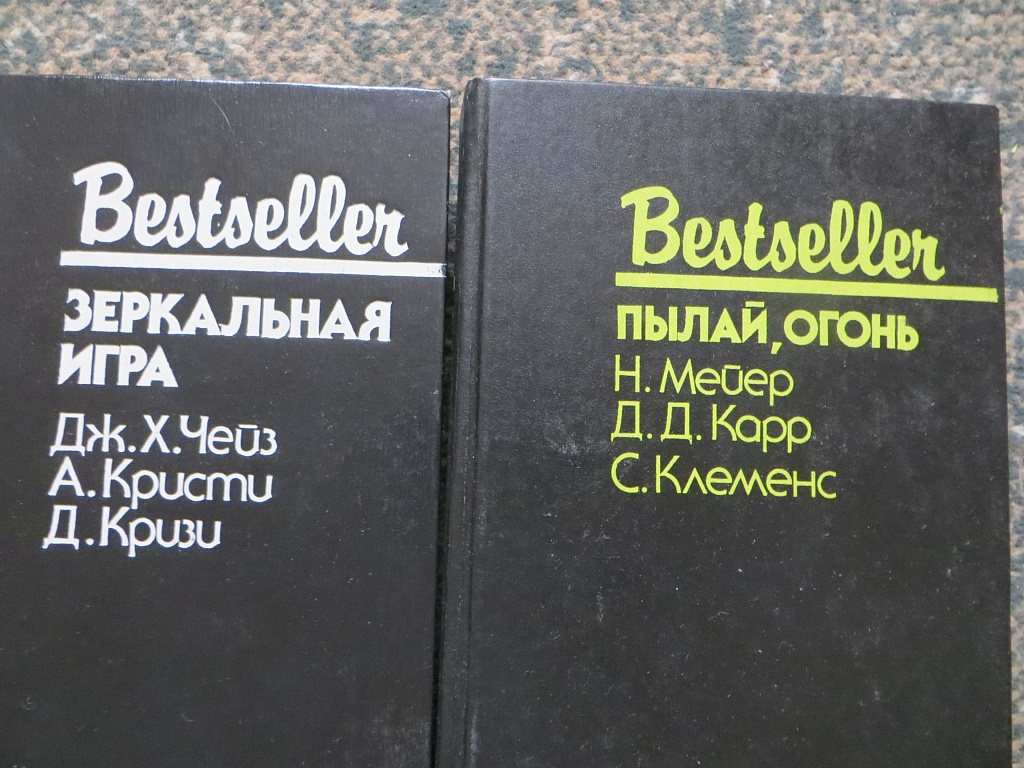 Bestseller
ЗЕРКАЛЬНАЯ
ИГРА
Дж.Х.Чейз
А.Кристи
Д.Кризи
Bestseller
ПЫЛАЙ, ОГОНЬ
Н. Мейер
Д.Д. Карр
С. Клеменс